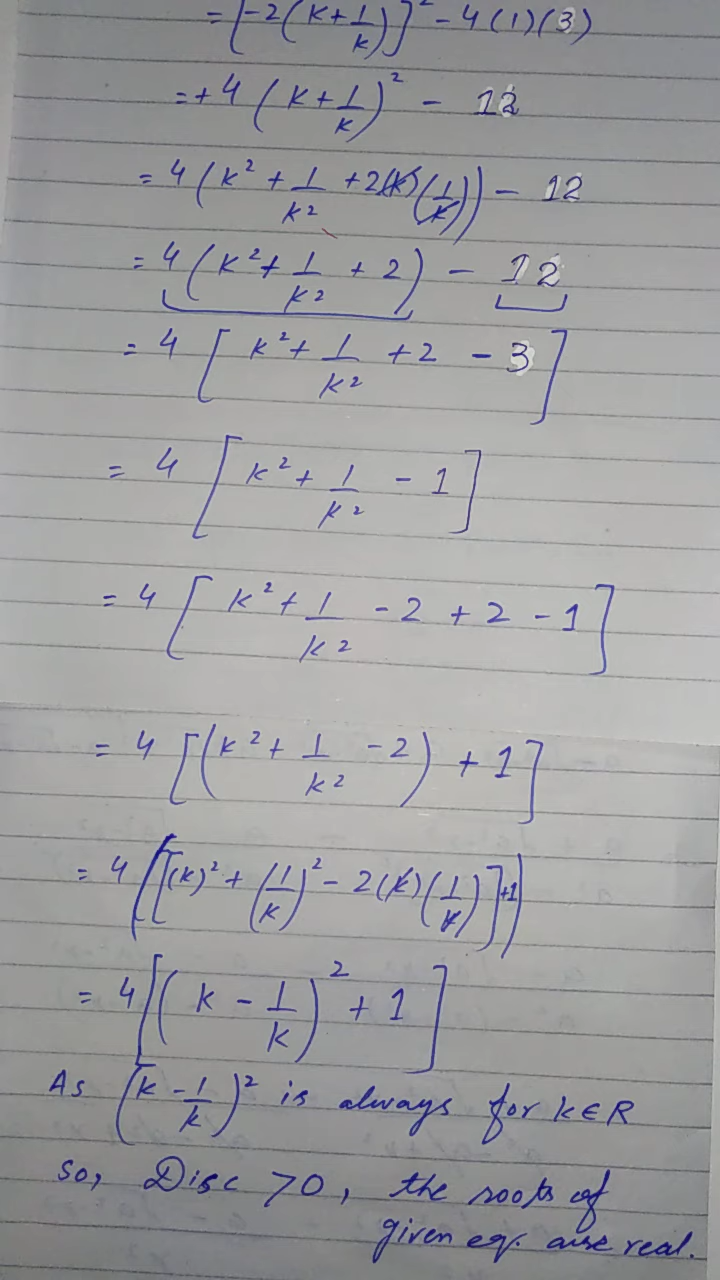 = [-2(k+1/k)]² - 4(1)(3)
= +4 (k+1/k)² - 12
= 4 (k² + 1/k² + 2(k)(1/k)) - 12
= 4 (k² + 1/k² + 2) - 12
= 4 [k² + 1/k² + 2 - 3]
= 4 [k² + 1/k² - 1]
= 4 [k² + 1/k² - 2 + 2 - 1]
= 4 [(k² + 1/k² - 2) + 1]
= 4 ([(k)² + (1/k)² - 2(k)(1/k)] +1)
= 4 [(k - 1/k)² + 1]
As (k - 1/k)² is always for k∈R
so, Disc >0, the roots of
given eq. are real.